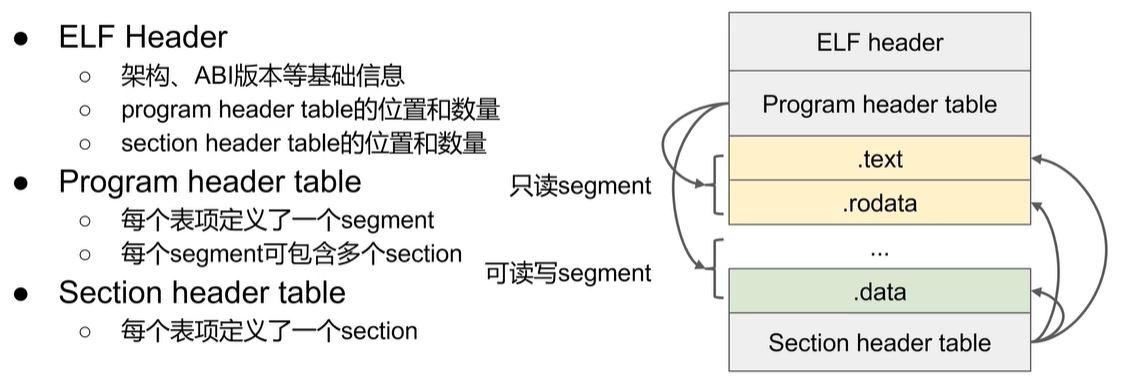 ELF Header
架构、ABI版本等基础信息
program header table的位置和数量
section header table的位置和数量
Program header table
每个表项定义了一个segment
每个segment可包含多个section
Section header table
每个表项定义了一个section
ELF header
Program header table
.text
只读segment
.rodata
...
可读写segment
.data
Section header table